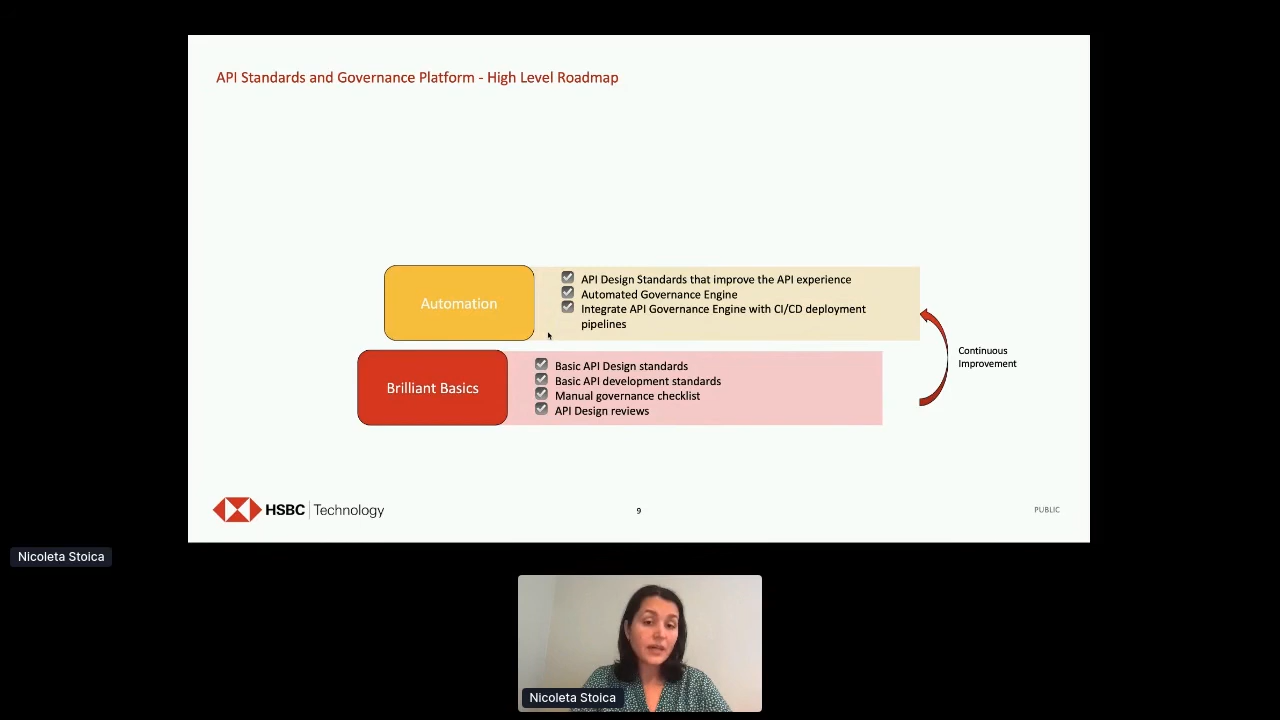 API Standards and Governance Platform - High Level Roadmap
Automation
API Design Standards that improve the API experience
Automated Governance Engine
Integrate API Governance Engine with CI/CD deployment
pipelines
Continuous
Improvement
Brilliant Basics
Basic API Design standards
Basic API development standards
Manual governance checklist
API Design reviews
HSBC Technology
9
PUBLIC
Nicoleta Stoica
Nicoleta Stoica